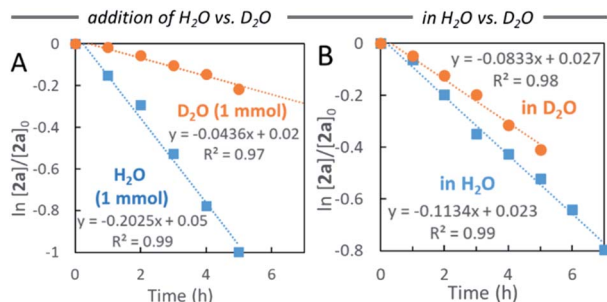 addition of H₂O vs. D₂O
in H₂O vs. D₂O
A
ln [2a]/[2a]₀
0
-0.2
-0.4
-0.6
-0.8
-1
D₂O (1 mmol)
y = -0.0436x + 0.02
R² = 0.97
H₂O
(1 mmol)
y = -0.2025x + 0.05
R² = 0.99
0 2 4 6
Time (h)
B
ln [2a]/[2a]₀
0
-0.2
-0.4
-0.6
-0.8
y = -0.0833x + 0.027
R² = 0.98
in D₂O
in H₂O
y = -0.1134x + 0.023
R² = 0.99
0 2 4 6
Time (h)